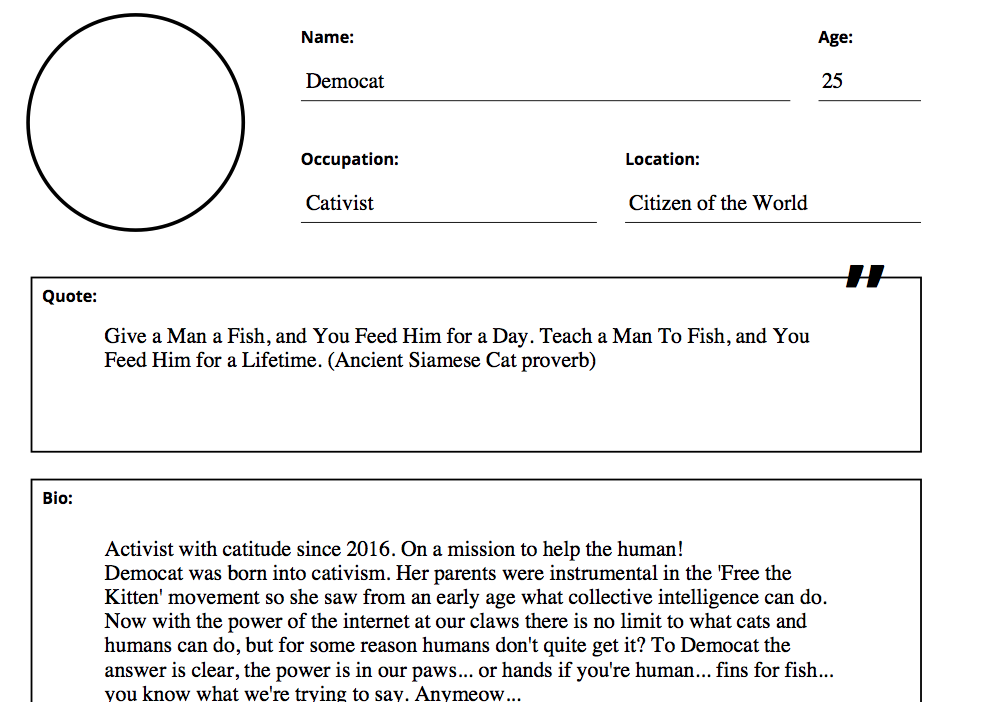 Name:
Age:
Democat
25
Occupation:
Location:
Cativist
Citizen of the World
"
Quote:
Give a Man a Fish, and You Feed Him for a Day. Teach a Man To Fish, and You
Feed Him for a Lifetime. (Ancient Siamese Cat proverb)
Bio:
Activist with catitude since 2016. On a mission to help the human!
Democat was born into cativism. Her parents were instrumental in the 'Free the
Kitten' movement so she saw from an early age what collective intelligence can do.
Now with the power of the internet at our claws there is no limit to what cats and
humans can do, but for some reason humans don't quite get it? To Democat the
answer is clear, the power is in our paws... or hands if you're human... fins for fish...
you know what we're trying to say. Anymeow...